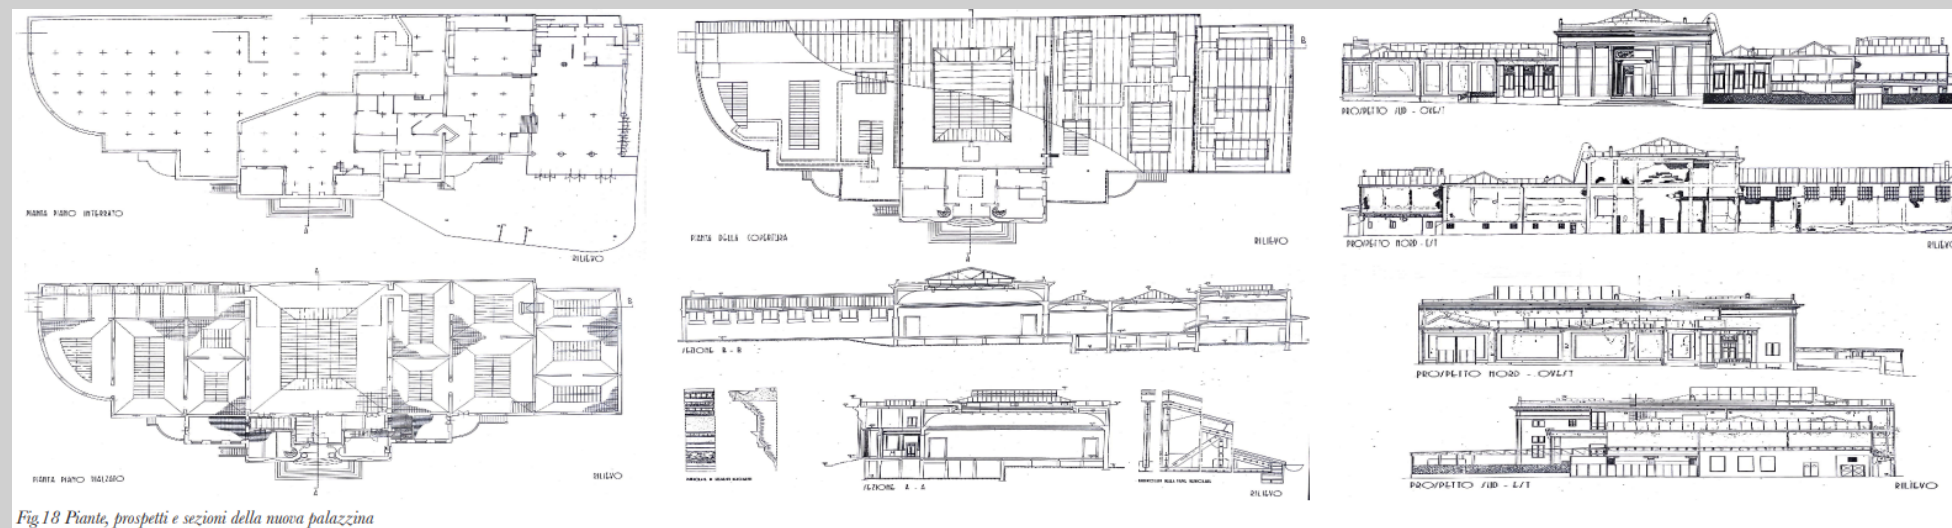 PIANTA PIANO INTERRATO
RILIEVO
PIANTA PIANO RIALZATO
RILIEVO
PIANTA DELLA COPERTURA
RILIEVO
SEZIONE B - B
SEZIONE A - A
RILIEVO
PROSPETTO SUD - OVEST
PROSPETTO NORD - EST
RILIEVO
PROSPETTO NORD - OVEST
PROSPETTO SUD - EST
RILIEVO
Fig.18 Piante, prospetti e sezioni della nuova palazzina